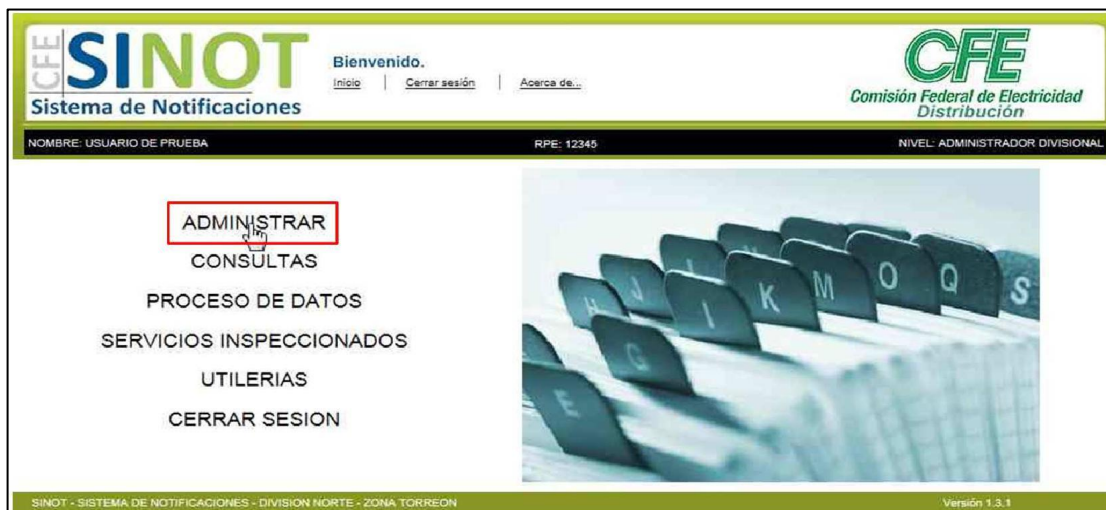 CFE SINOT
Sistema de Notificaciones
Bienvenido.
Inicio | Cerrar sesión | Acerca de...
CFE
Comisión Federal de Electricidad
Distribución
NOMBRE: USUARIO DE PRUEBA RPE: 12345 NIVEL: ADMINISTRADOR DIVISIONAL
ADMINISTRAR
CONSULTAS
PROCESO DE DATOS
SERVICIOS INSPECCIONADOS
UTILERIAS
CERRAR SESION
H J I K M O Q S
G
E
SINOT - SISTEMA DE NOTIFICACIONES - DIVISION NORTE - ZONA TORREON Versión 1.3.1